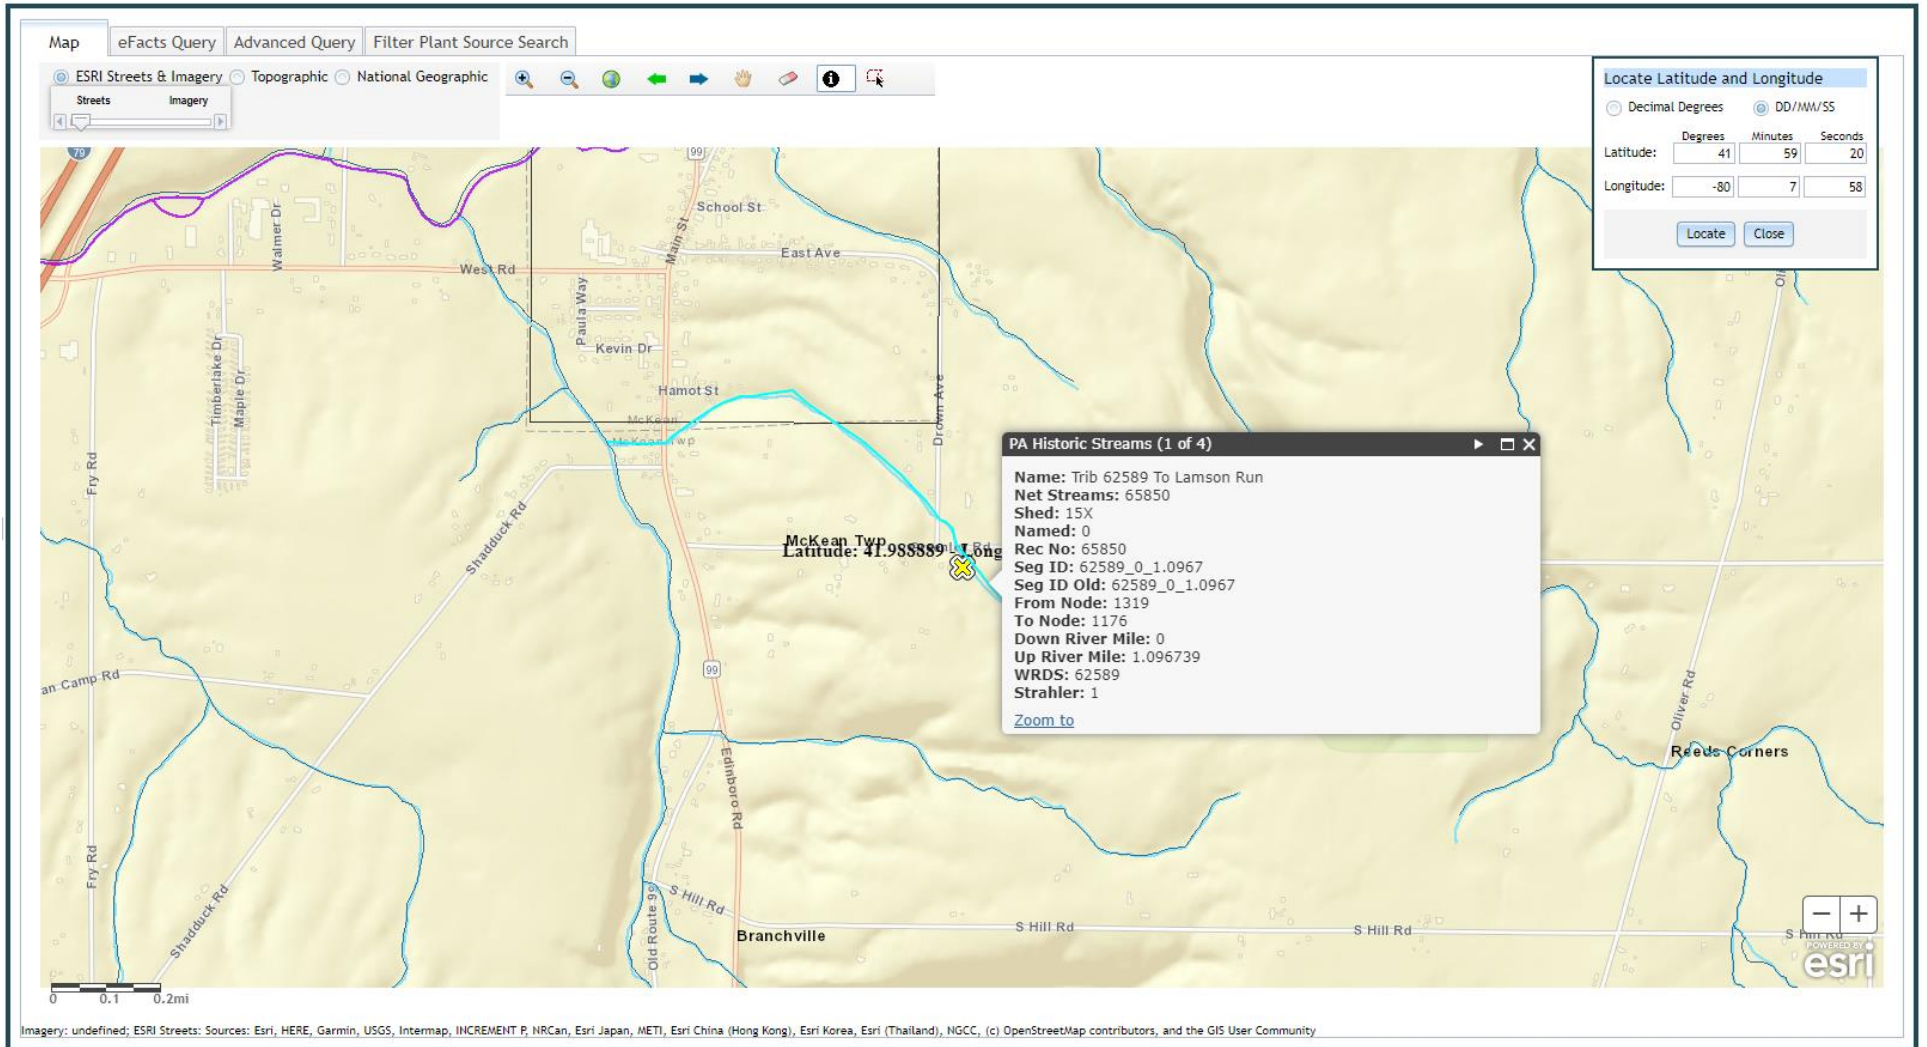 Map
eFacts Query
Advanced Query
Filter Plant Source Search
ESRI Streets & Imagery
Topographic
National Geographic
Streets
Imagery
Locate Latitude and Longitude
Decimal Degrees
DD/MM/SS
Degrees Minutes Seconds
Latitude: 41 59 20
Longitude: -80 7 58
Locate
Close
79
99
School St
Main St
Walmer Dr
East Ave
West Rd
Paula Way
Kevin Dr
Timberlake Dr
Maple Dr
Hamot St
Drown Ave
McKean
McKean Twp
Fry Rd
Shadduck Rd
McKean Twp
Latitude: 41.988889 - Long
PA Historic Streams (1 of 4)
Name: Trib 62589 To Lamson Run
Net Streams: 65850
Shed: 15X
Named: 0
Rec No: 65850
Seg ID: 62589_0_1.0967
Seg ID Old: 62589_0_1.0967
From Node: 1319
To Node: 1176
Down River Mile: 0
Up River Mile: 1.096739
WRDS: 62589
Strahler: 1
Zoom to
99
an Camp Rd
Oliver Rd
Reeds Corners
Edinboro Rd
Fry Rd
Shadduck Rd
Old Route 99
S Hill Rd
Branchville
S Hill Rd
S Hill Rd
S Hill Rd
− +
POWERED BY
esri
0 0.1 0.2mi
Imagery: undefined; ESRI Streets: Sources: Esri, HERE, Garmin, USGS, Intermap, INCREMENT P, NRCan, Esri Japan, METI, Esri China (Hong Kong), Esri Korea, Esri (Thailand), NGCC, (c) OpenStreetMap contributors, and the GIS User Community